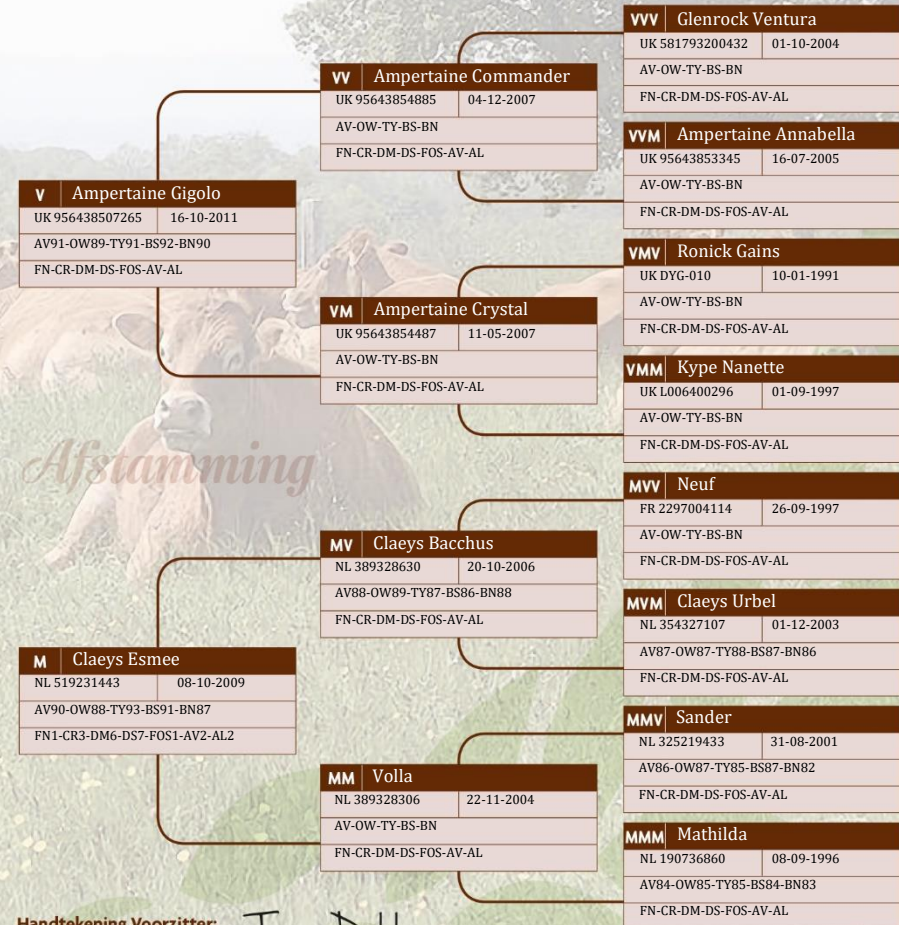 V Ampertaine Gigolo
UK 956438507265 16-10-2011
AV91-OW89-TY91-BS92-BN90
FN-CR-DM-DS-FOS-AV-AL
M Claeys Esmee
NL 519231443 08-10-2009
AV90-OW88-TY93-BS91-BN87
FN1-CR3-DM6-DS7-FOS1-AV2-AL2
VV Ampertaine Commander
UK 95643854885 04-12-2007
AV-OW-TY-BS-BN
FN-CR-DM-DS-FOS-AV-AL
VM Ampertaine Crystal
UK 95643854487 11-05-2007
AV-OW-TY-BS-BN
FN-CR-DM-DS-FOS-AV-AL
MV Claeys Bacchus
NL 389328630 20-10-2006
AV88-OW89-TY87-BS86-BN88
FN-CR-DM-DS-FOS-AV-AL
MM Volla
NL 389328306 22-11-2004
AV-OW-TY-BS-BN
FN-CR-DM-DS-FOS-AV-AL
VVV Glenrock Ventura
UK 581793200432 01-10-2004
AV-OW-TY-BS-BN
FN-CR-DM-DS-FOS-AV-AL
VVM Ampertaine Annabella
UK 95643853345 16-07-2005
AV-OW-TY-BS-BN
FN-CR-DM-DS-FOS-AV-AL
VMV Ronick Gains
UK DYG-010 10-01-1991
AV-OW-TY-BS-BN
FN-CR-DM-DS-FOS-AV-AL
VMM Kype Nanette
UK L006400296 01-09-1997
AV-OW-TY-BS-BN
FN-CR-DM-DS-FOS-AV-AL
MVV Neuf
FR 2297004114 26-09-1997
AV-OW-TY-BS-BN
FN-CR-DM-DS-FOS-AV-AL
MVM Claeys Urbel
NL 354327107 01-12-2003
AV87-OW87-TY88-BS87-BN86
FN-CR-DM-DS-FOS-AV-AL
MMV Sander
NL 325219433 31-08-2001
AV86-OW87-TY85-BS87-BN82
FN-CR-DM-DS-FOS-AV-AL
MMM Mathilda
NL 190736860 08-09-1996
AV84-OW85-TY85-BS84-BN83
FN-CR-DM-DS-FOS-AV-AL
Afstamming
Handtekening Voorzitter: